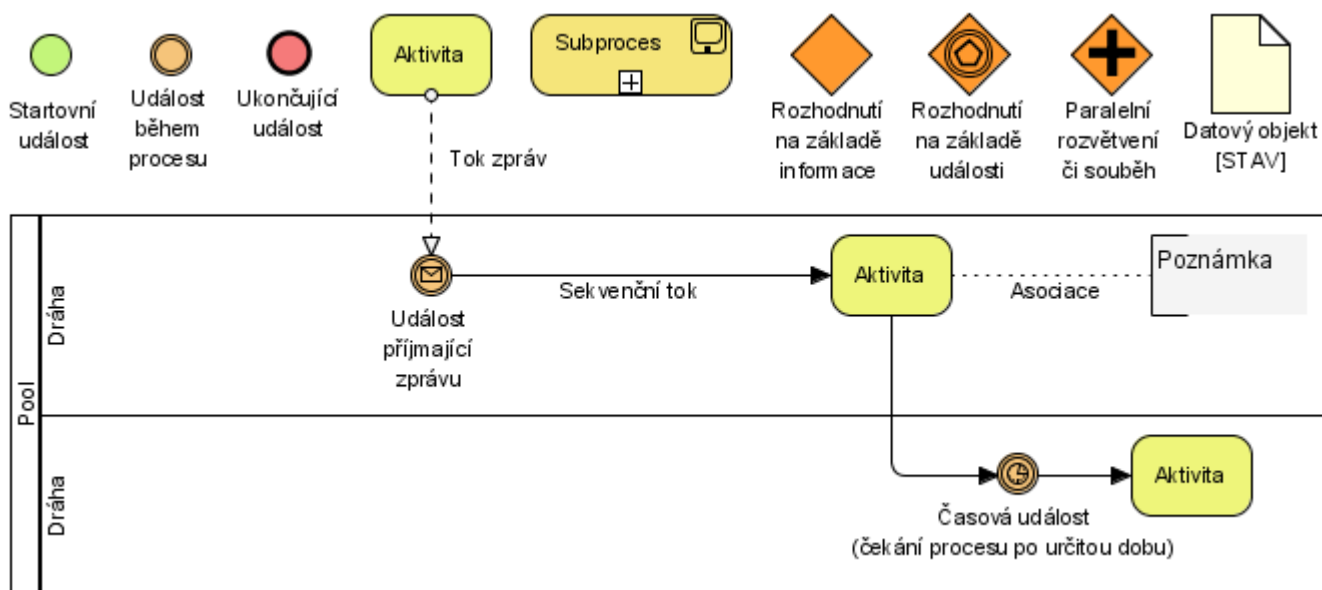 Startovní
událost
Událost
během
procesu
Ukončující
událost
Aktivita
Tok zpráv
Subproces
Rozhodnutí
na základě
informace
Rozhodnutí
na základě
události
Paralelní
rozvětvení
či souběh
Datový objekt
[STAV]
Pool
Dráha
Událost
příjmající
zprávu
Sekvenční tok
Aktivita
Asociace
Poznámka
Dráha
Časová událost
(čekání procesu po určitou dobu)
Aktivita